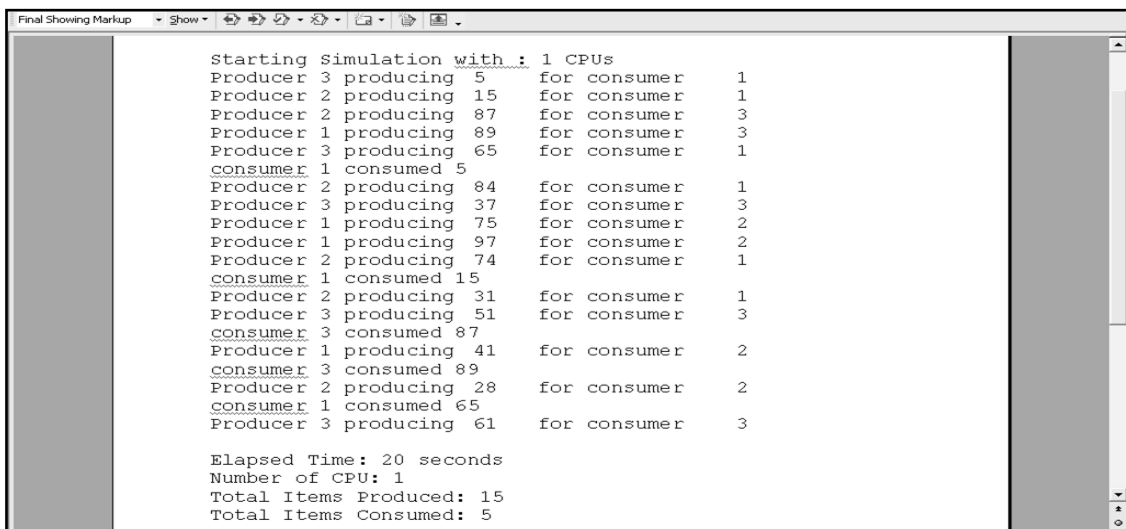 Final Showing Markup Show
Starting Simulation with : 1 CPUs
Producer 3 producing 5 for consumer 1
Producer 2 producing 15 for consumer 1
Producer 2 producing 87 for consumer 3
Producer 1 producing 89 for consumer 3
Producer 3 producing 65 for consumer 1
consumer 1 consumed 5
Producer 2 producing 84 for consumer 1
Producer 3 producing 37 for consumer 3
Producer 1 producing 75 for consumer 2
Producer 1 producing 97 for consumer 2
Producer 2 producing 74 for consumer 1
consumer 1 consumed 15
Producer 2 producing 31 for consumer 1
Producer 3 producing 51 for consumer 3
consumer 3 consumed 87
Producer 1 producing 41 for consumer 2
consumer 3 consumed 89
Producer 2 producing 28 for consumer 2
consumer 1 consumed 65
Producer 3 producing 61 for consumer 3
Elapsed Time: 20 seconds
Number of CPU: 1
Total Items Produced: 15
Total Items Consumed: 5